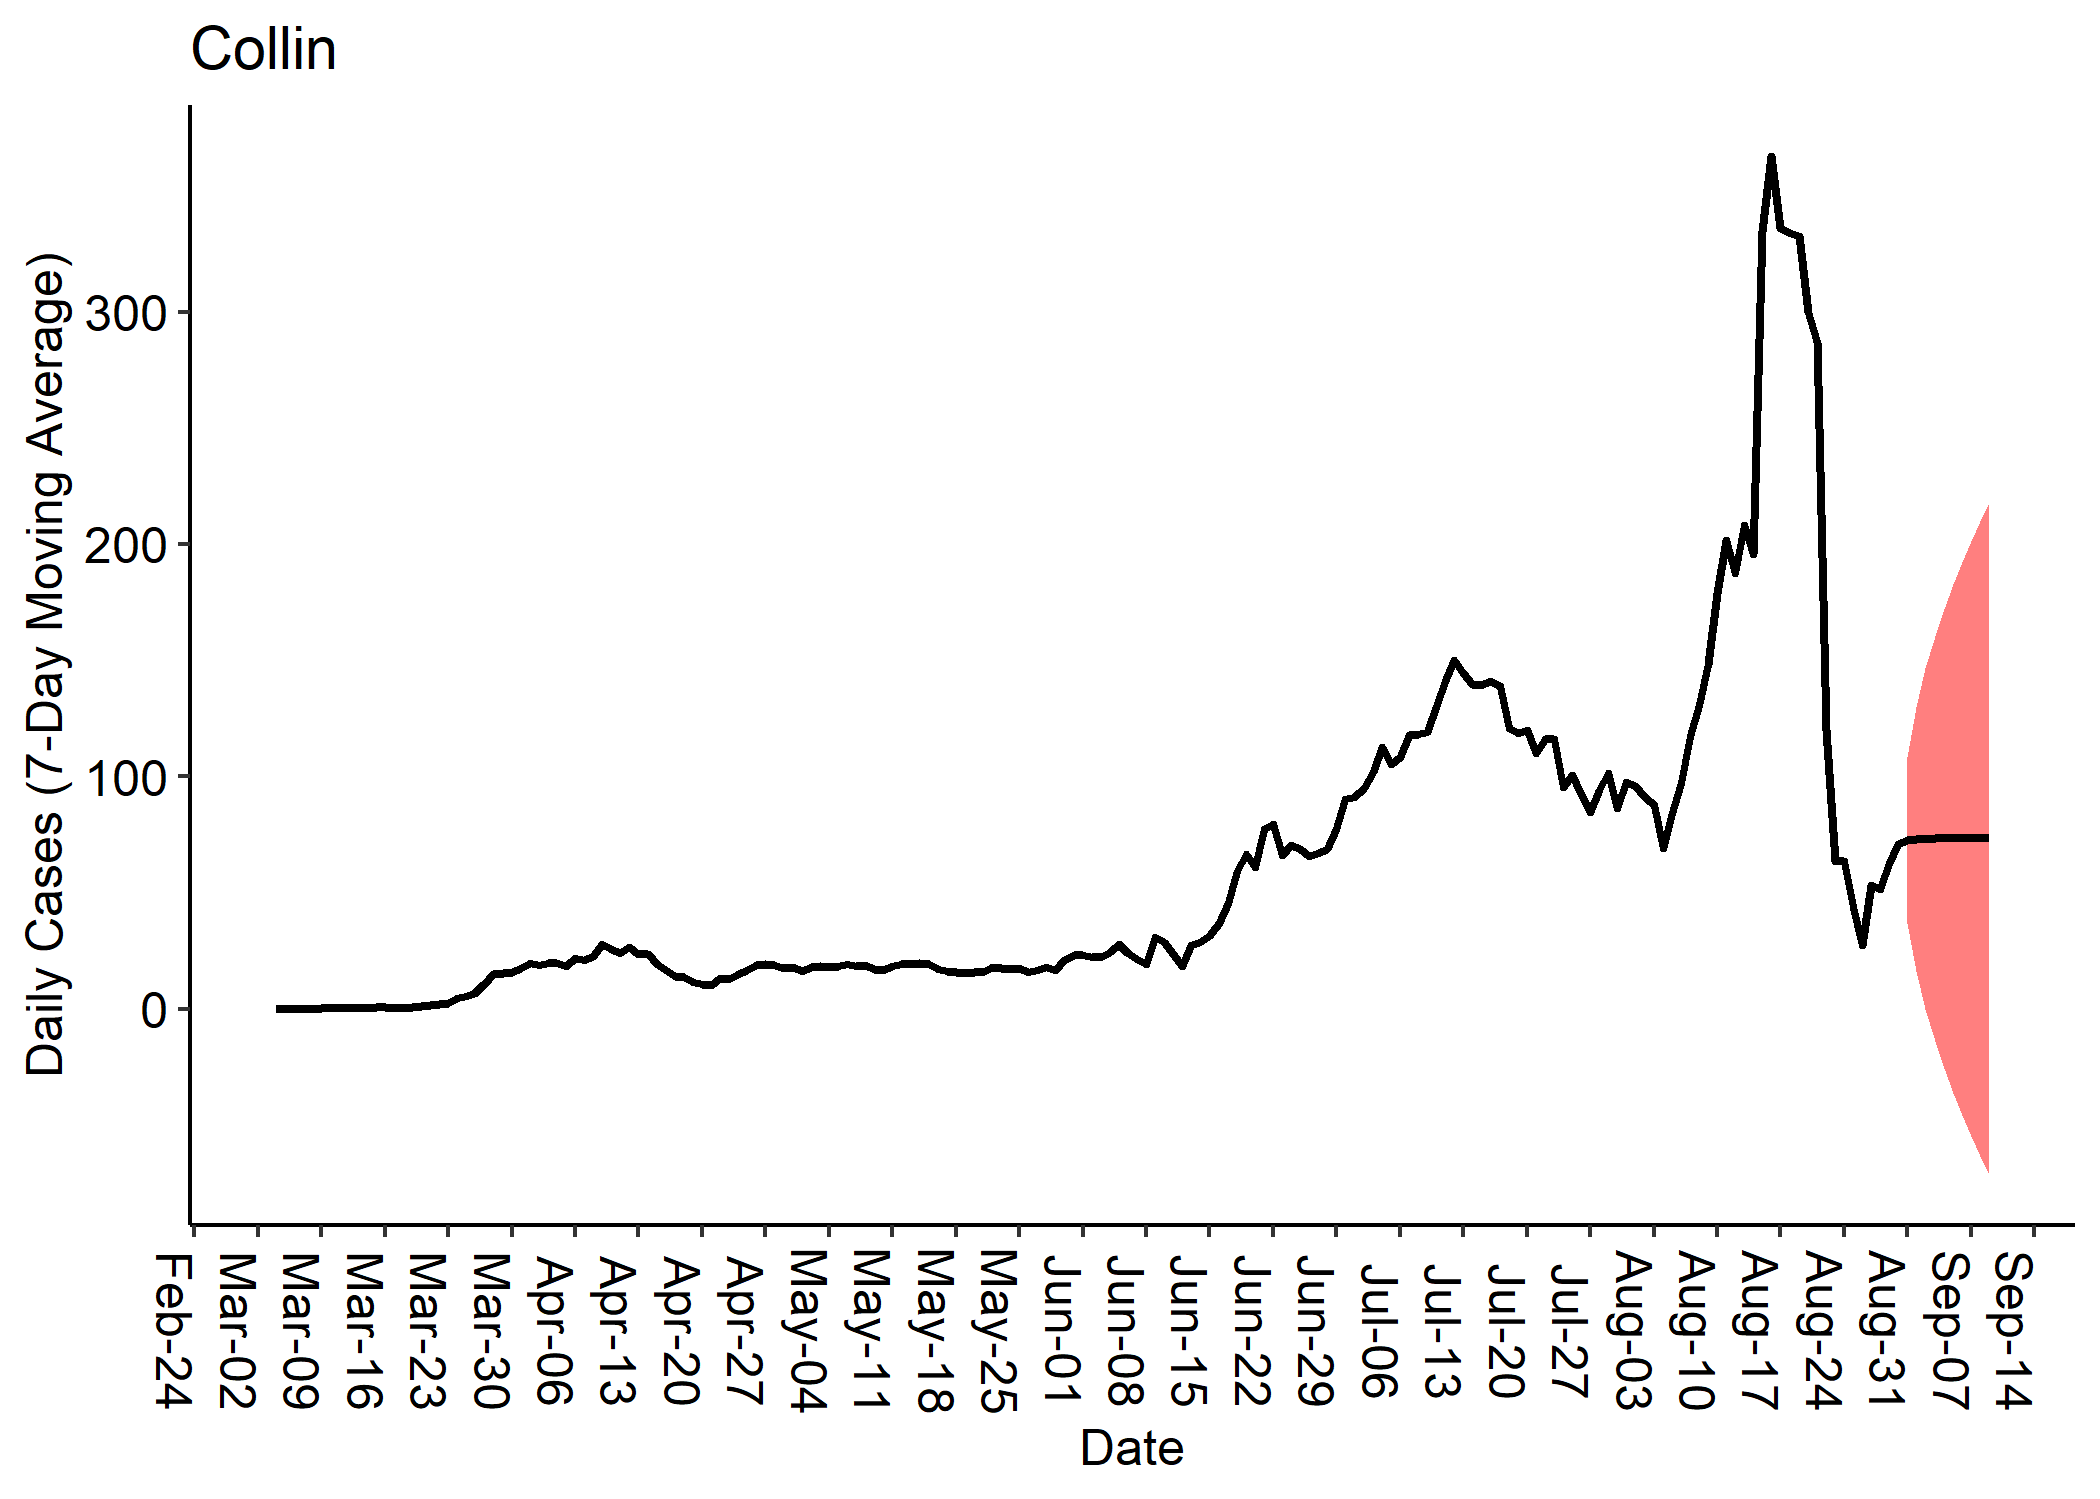 Collin
Daily Cases (7-Day Moving Average)
300
200
100
0
Feb-24
Mar-02
Mar-09
Mar-16
Mar-23
Mar-30
Apr-06
Apr-13
Apr-20
Apr-27
May-04
May-11
May-18
May-25
Jun-01
Jun-08
Jun-15
Jun-22
Jun-29
Jul-06
Jul-13
Jul-20
Jul-27
Aug-03
Aug-10
Aug-17
Aug-24
Aug-31
Sep-07
Sep-14
Date